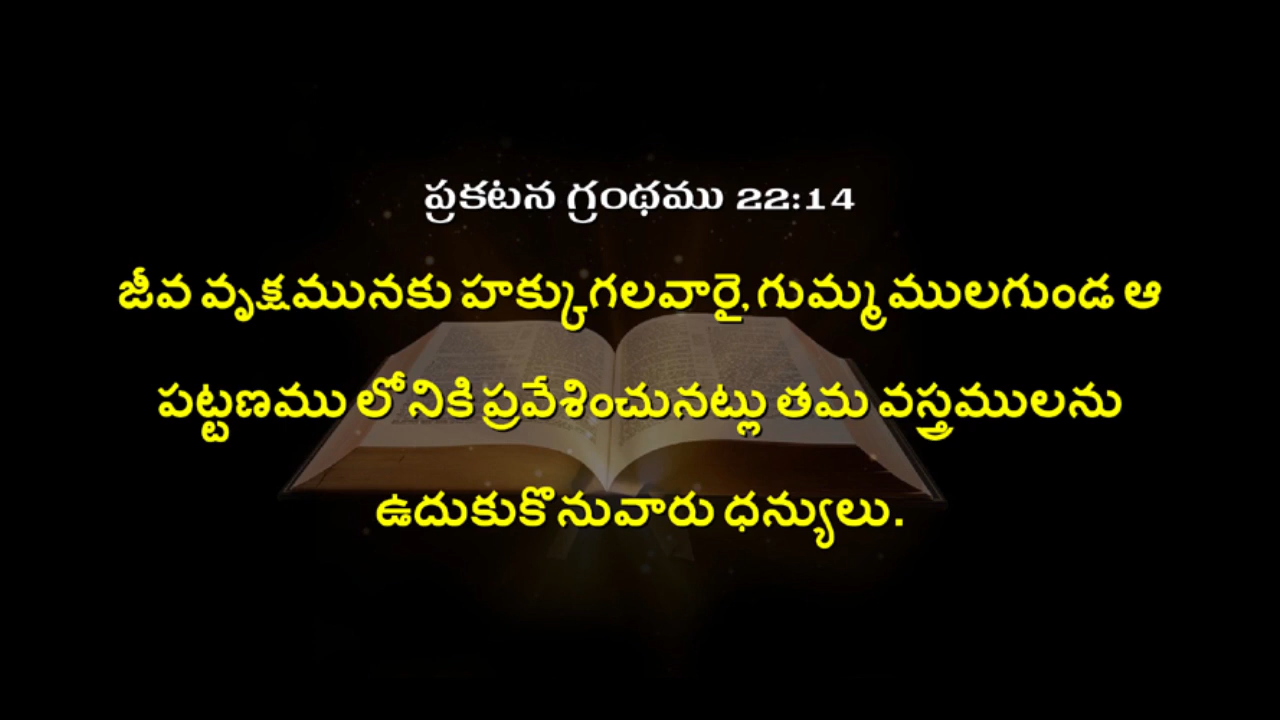 ప్రకటన గ్రంథము 22:14
జీవ వృక్షమునకు హక్కుగలవారై, గుమ్మములగుండ ఆ
పట్టణము లోనికి ప్రవేశించునట్లు తమ వస్త్రములను
ఉదుకుకొనువారు ధన్యులు.